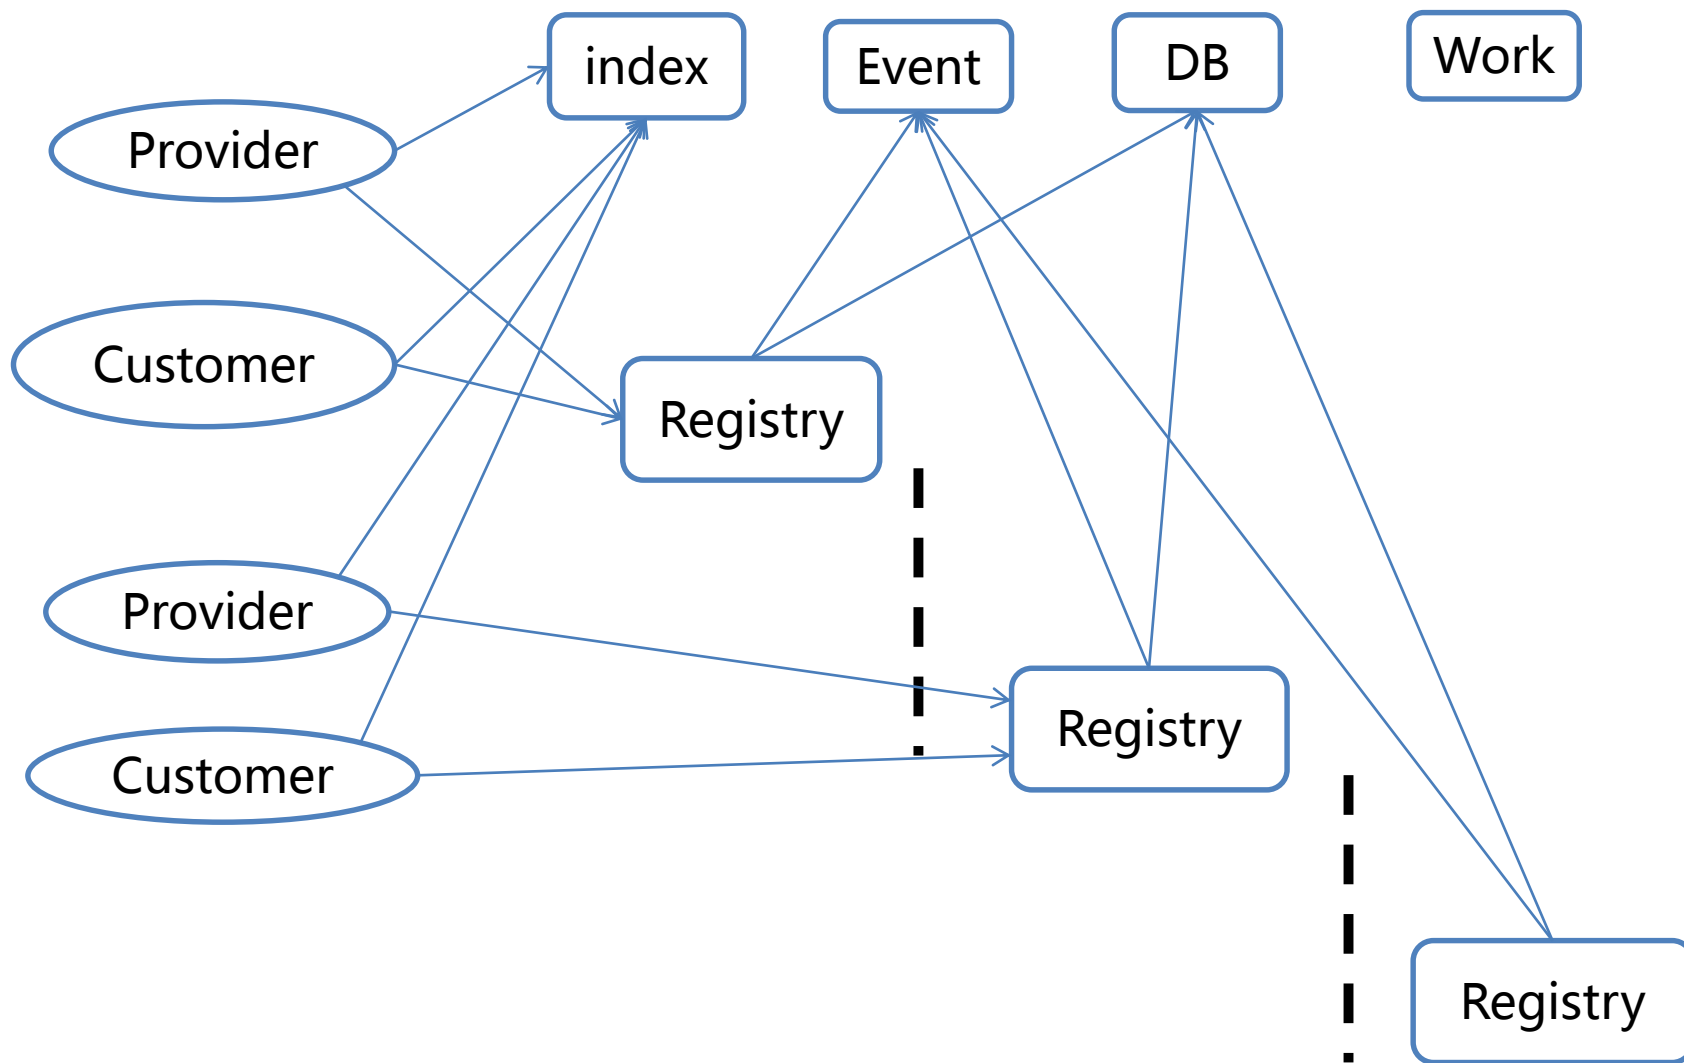 index
Event
DB
Work
Provider
Customer
Registry
Provider
Registry
Customer
Registry